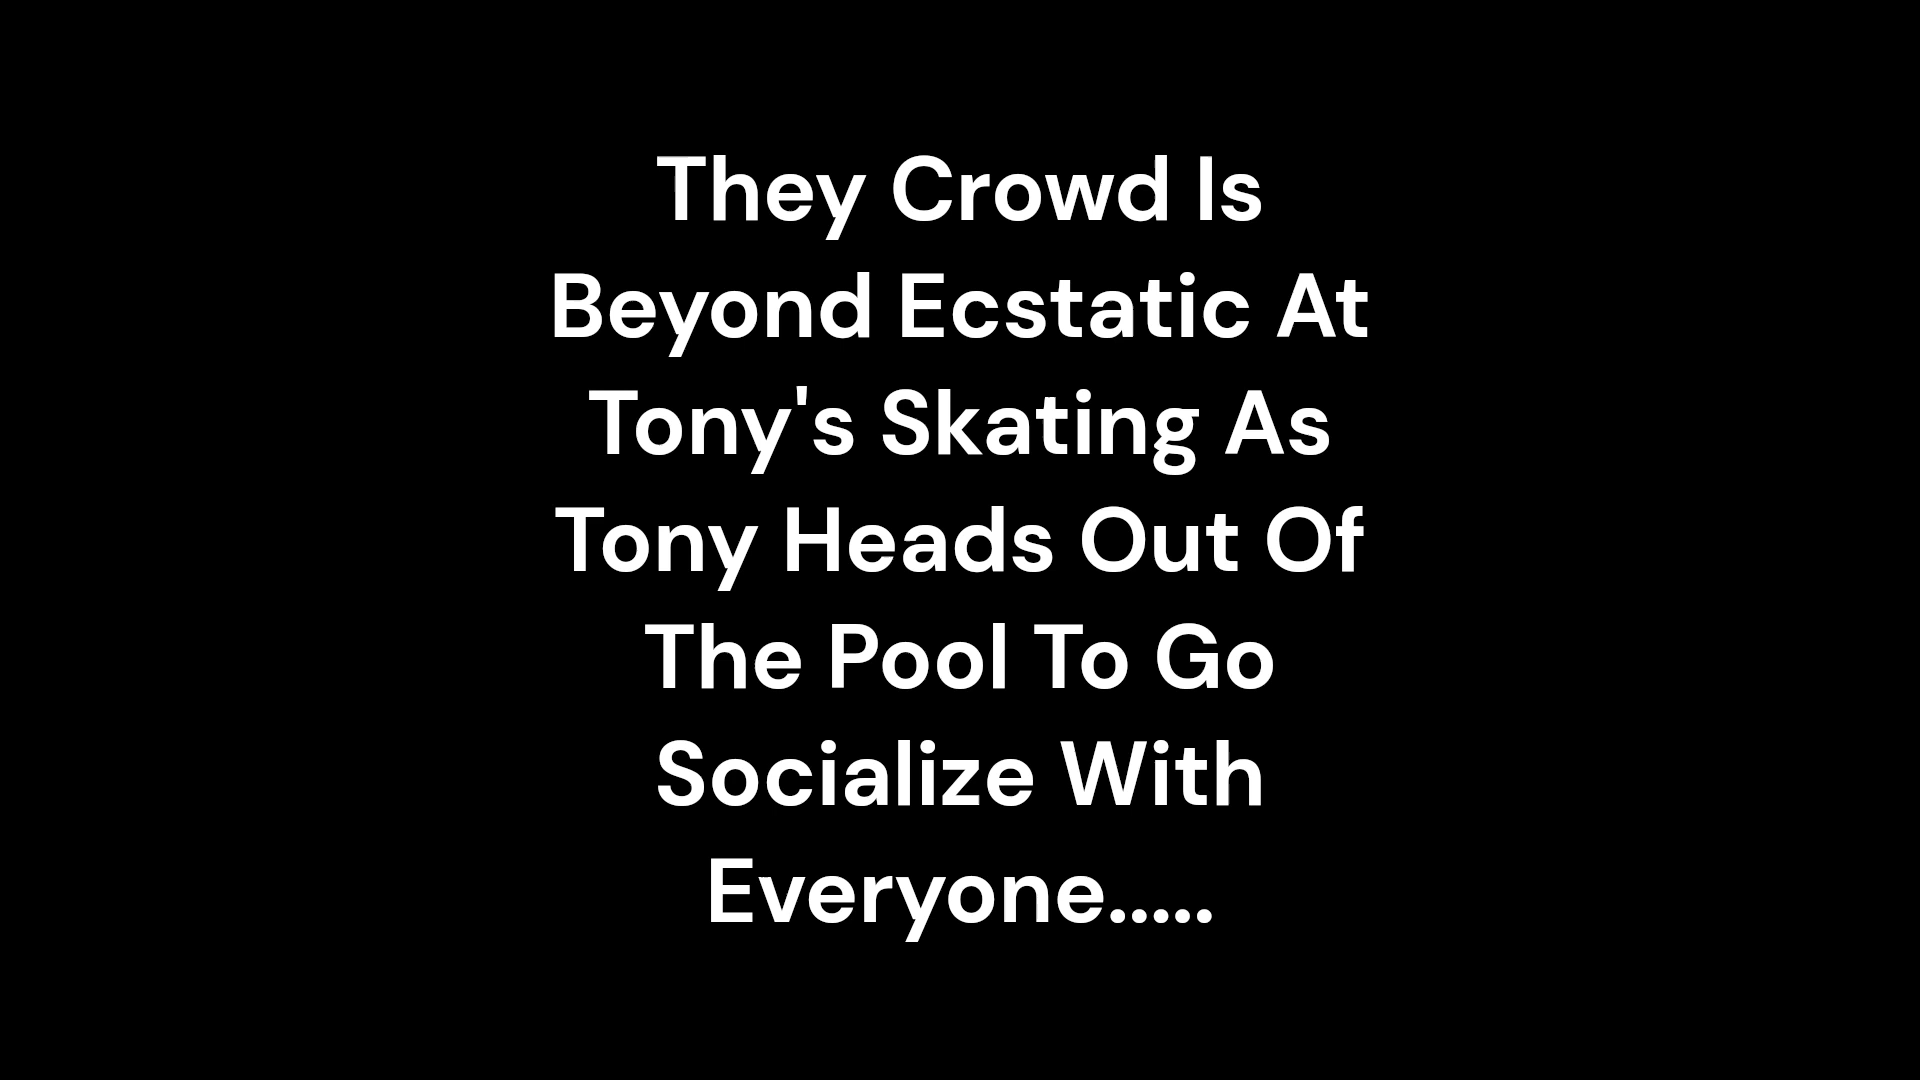 They Crowd Is
Beyond Ecstatic At
Tony's Skating As
Tony Heads Out Of
The Pool To Go
Socialize With
Everyone.....